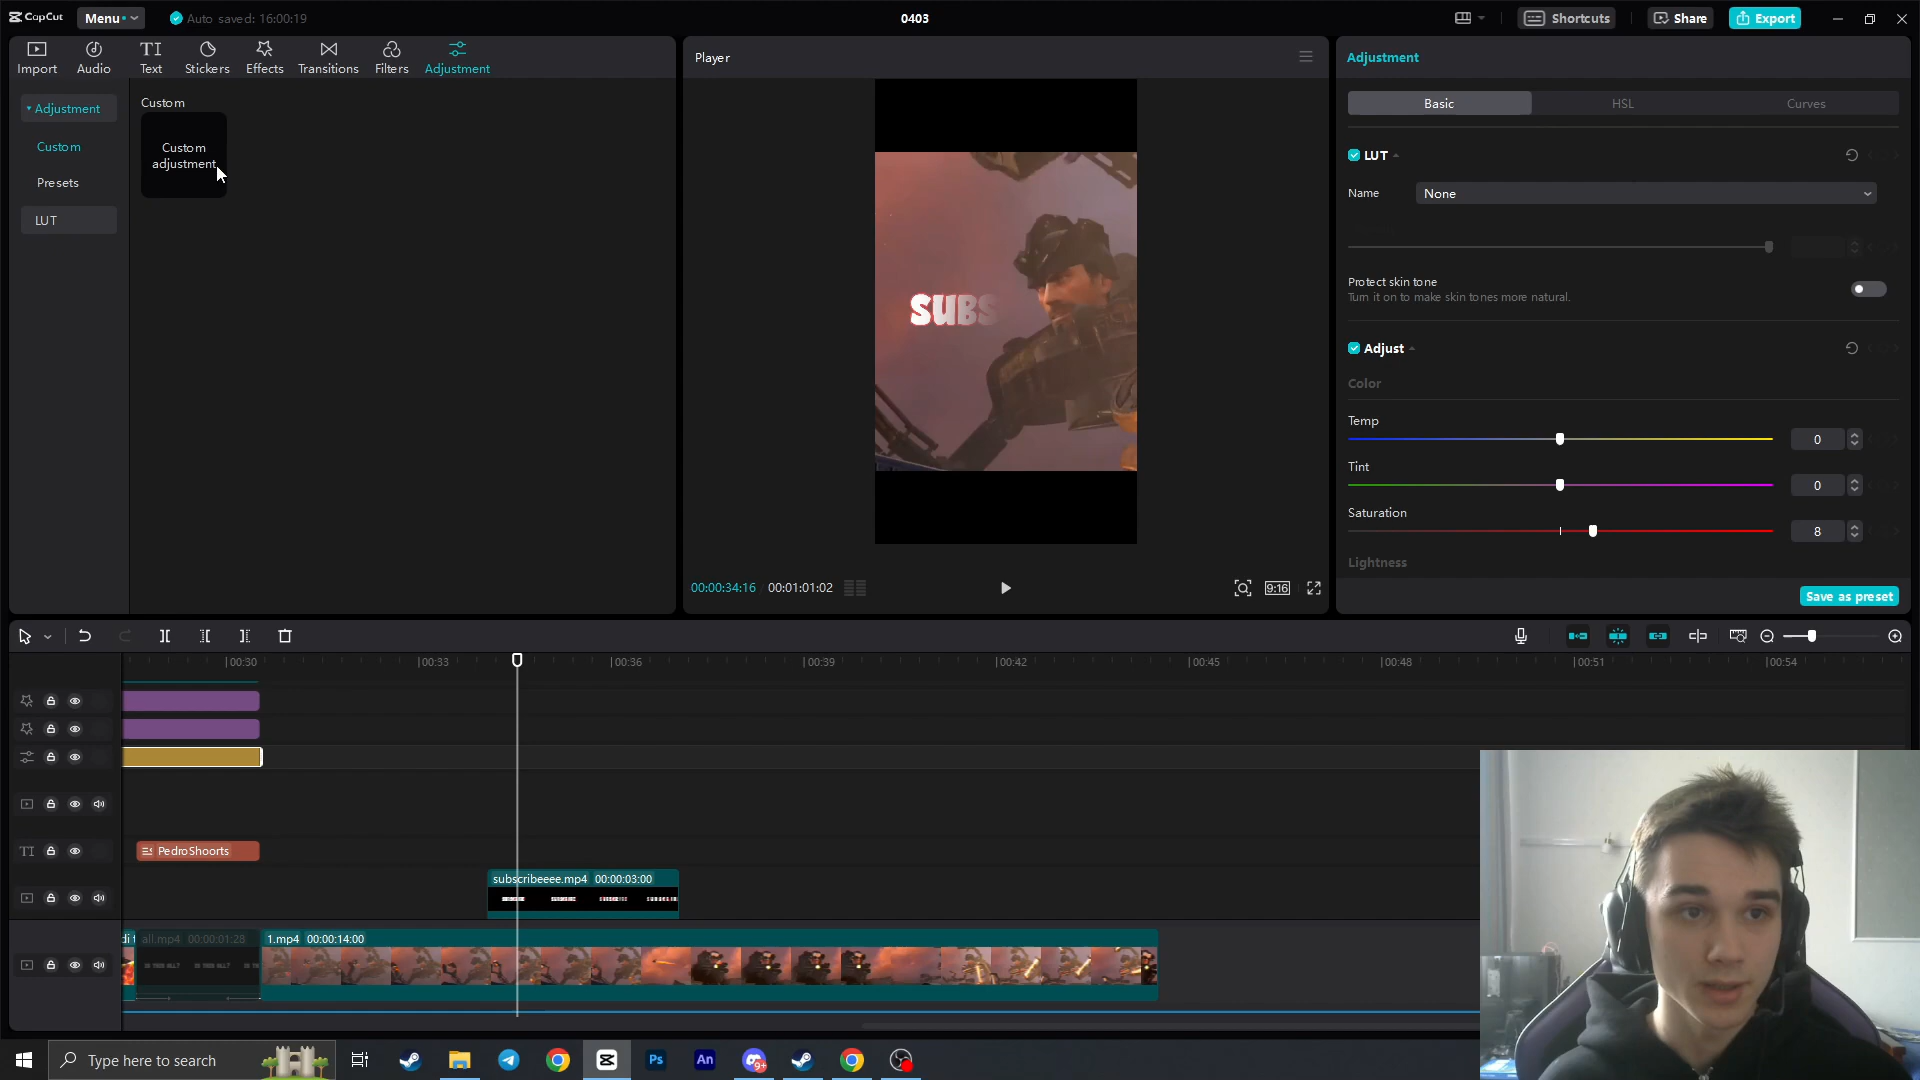 CapCut
Menu
Auto saved: 16:00:19
0403
Shortcuts
Share
Export
Import
Audio
Text
Stickers
Effects
Transitions
Filters
Adjustment
Adjustment
Custom
Presets
LUT
Custom
Custom
adjustment
Player
SUBS
00:00:34:16
00:01:01:02
9:16
Adjustment
Basic
HSL
Curves
LUT
Name
None
Protect skin tone
Turn it on to make skin tones more natural.
Adjust
Color
Temp
0
Tint
0
Saturation
8
Lightness
Save as preset
00:30
00:33
00:36
00:39
00:42
00:45
00:48
00:51
00:54
PedroShoorts
subscribeeee.mp4 00:00:03:00
all.mp4 00:00:01:28
1.mp4 00:00:14:00
Type here to search
Ps
An
9+